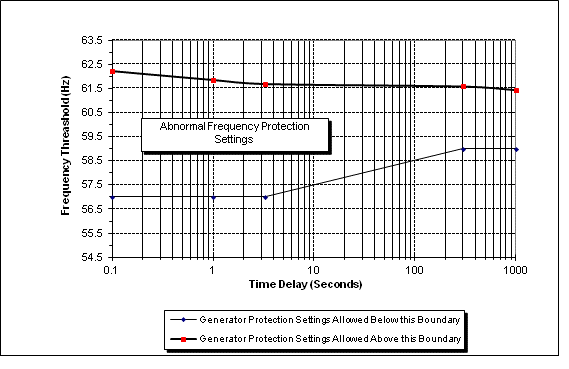 63.5
62.5
61.5
60.5
59.5
58.5
57.5
56.5
55.5
54.5
Frequency Threashold (Hz)
Abnormal Frequency Protection
Settings
0.1 1 10 100 1000
Time Delay (Seconds)
Generator Protection Settings Allowed Below this Boundary
Generator Protection Settings Allowed Above this Boundary